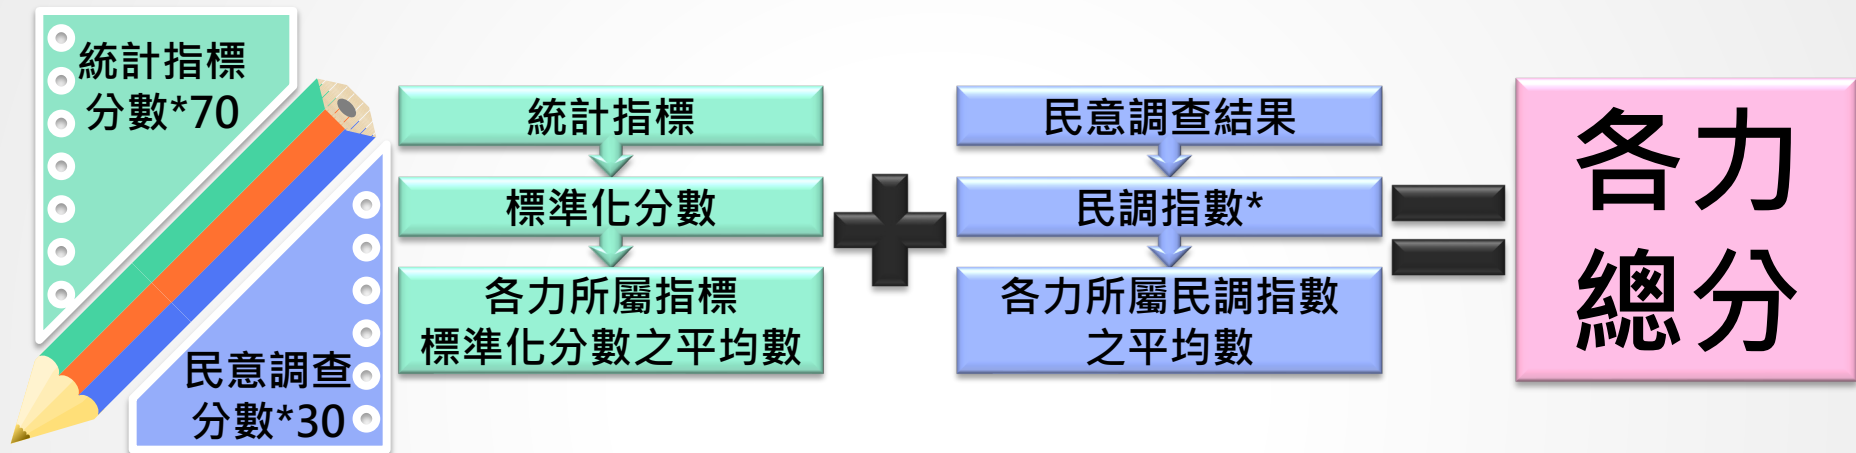 統計指標
分數*70
民意調查
分數*30
統計指標
標準化分數
各力所屬指標
標準化分數之平均數
民意調查結果
民調指數*
各力所屬民調指數
之平均數
各力
總分